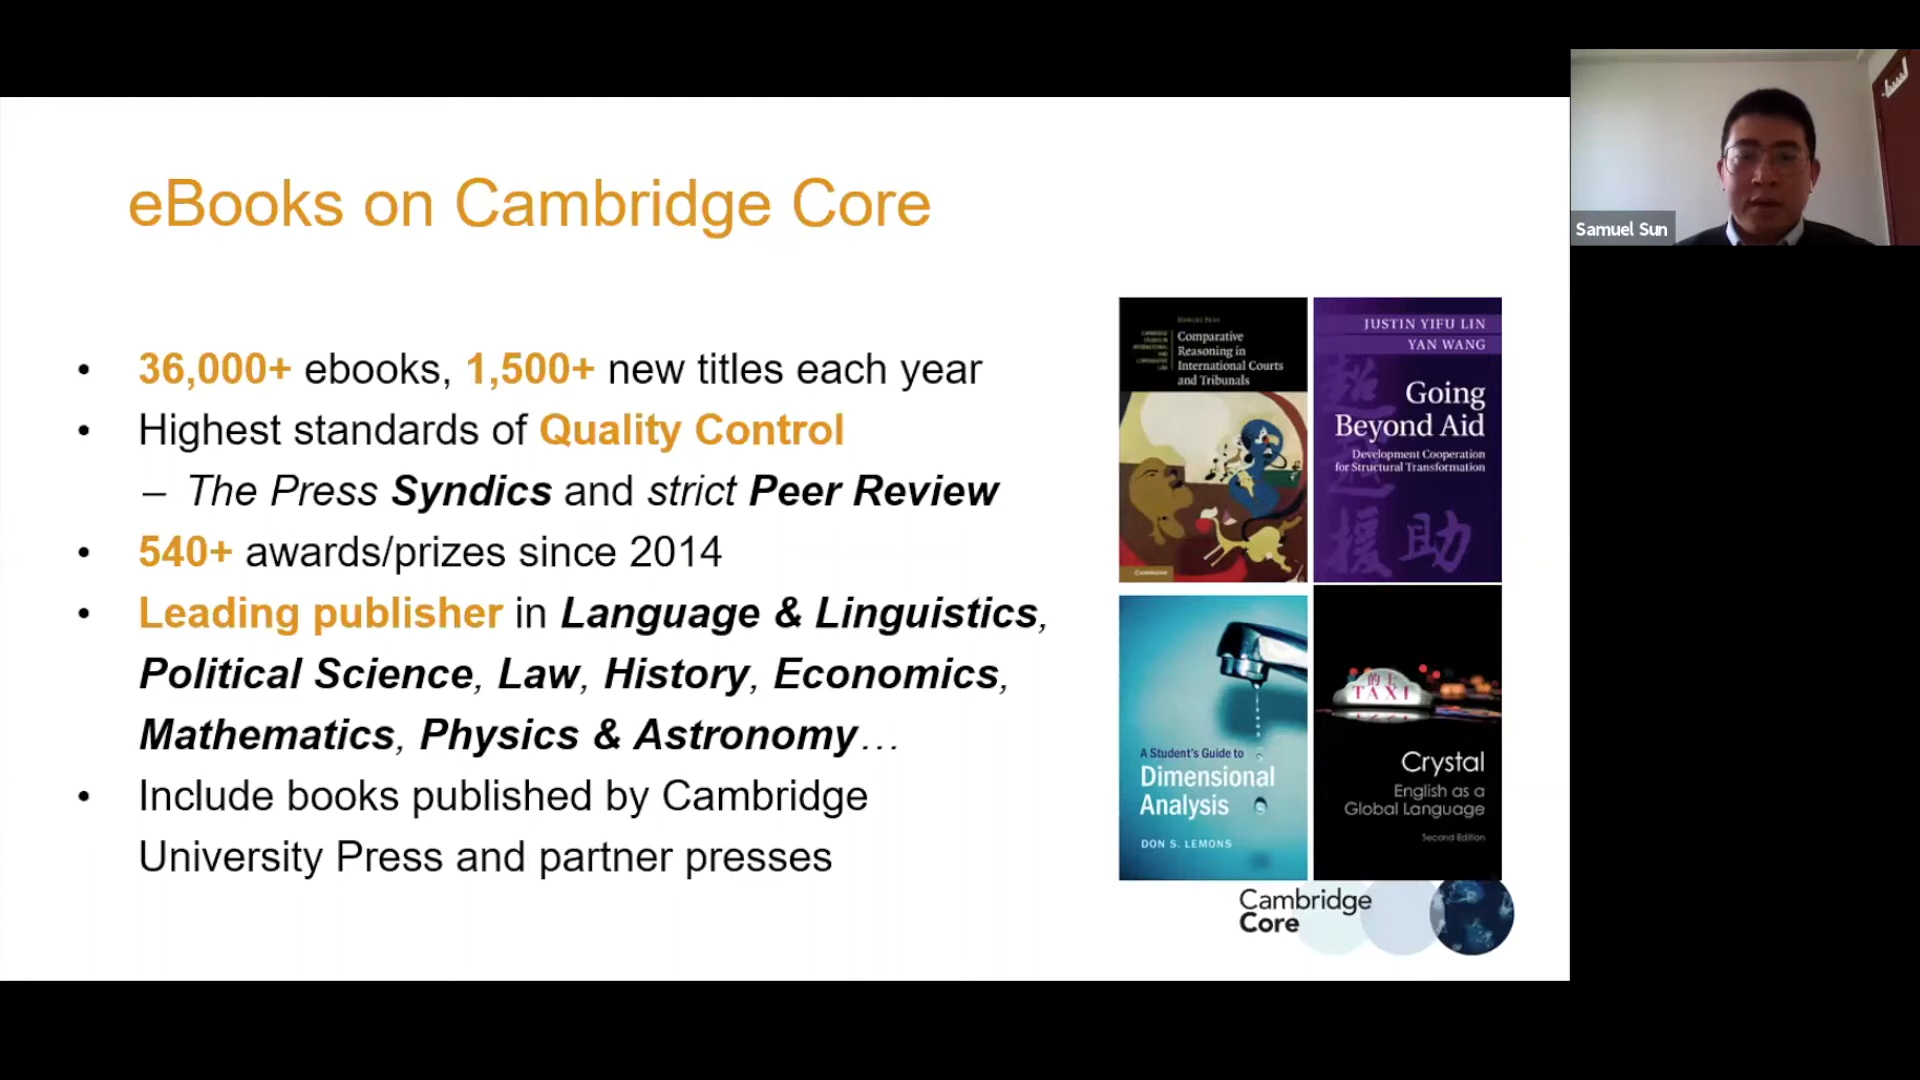 eBooks on Cambridge Core
• 36,000+ ebooks, 1,500+ new titles each year
• Highest standards of Quality Control
– The Press Syndics and strict Peer Review
• 540+ awards/prizes since 2014
• Leading publisher in Language & Linguistics,
Political Science, Law, History, Economics,
Mathematics, Physics & Astronomy…
• Include books published by Cambridge
University Press and partner presses
Comparative
Reasoning in
International Courts
and Tribunals
CAMBRIDGE
JUSTIN YIFU LIN
YAN WANG
Going
Beyond Aid
Development Cooperation
for Structural Transformation
援助
A Student's Guide to
Dimensional
Analysis
DON S. LEMONS
的士
TAXI
Crystal
English as a
Global Language
Second Edition
Cambridge
Core
Samuel Sun